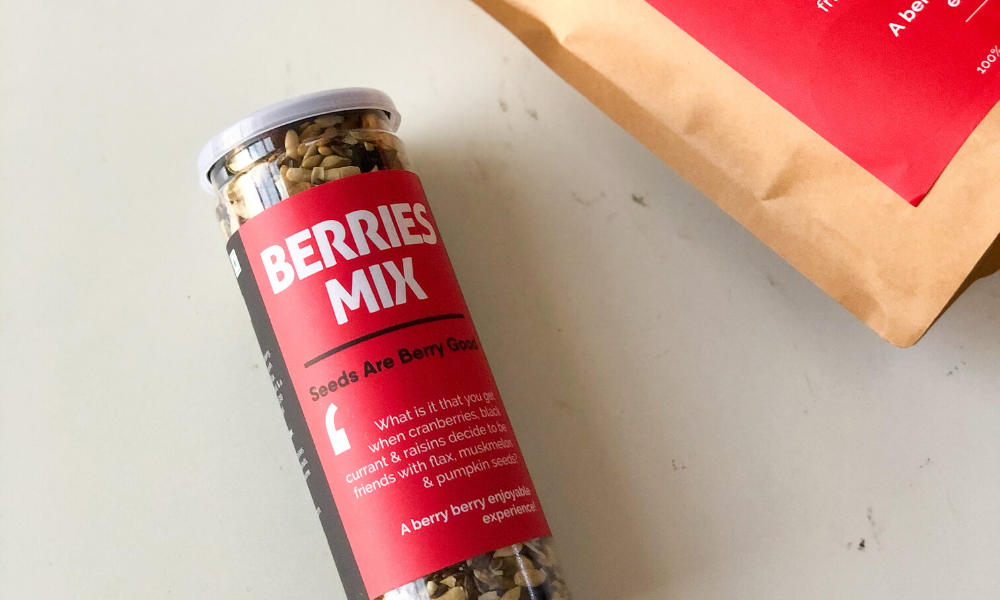 BERRIES
MIX
Seeds Are Berry Good
What is it that you get
when cranberries, black
currant & raisins decide to be
friends with flax, muskmelon
& pumpkin seeds?
A berry berry enjoyable
experience!
A ber
100%